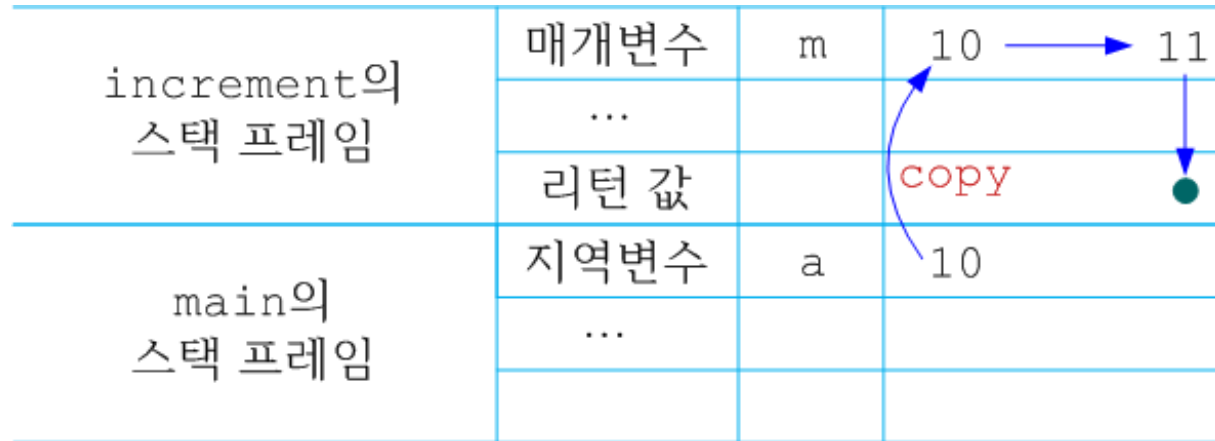 increment의
스택 프레임
매개변수 m 10 11
...
리턴 값 copy
main의
스택 프레임
지역변수 a 10
...